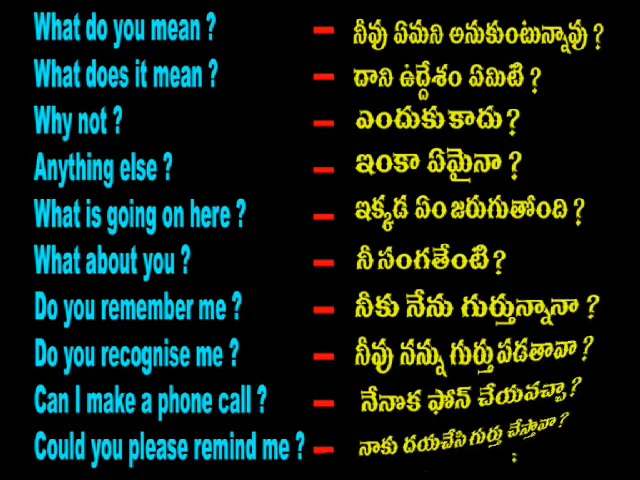 What do you mean ? – నీవు ఏమని అనుకుంటున్నావు ?
What does it mean ? – దాని ఉద్దేశం ఏమిటి ?
Why not ? – ఎందుకు కాదు ?
Anything else ? – ఇంకా ఏమైనా ?
What is going on here ? – ఇక్కడ ఏం జరుగుతోంది ?
What about you ? – నీ సంగతేంటి ?
Do you remember me ? – నీకు నేను గుర్తున్నానా ?
Do you recognise me ? – నీవు నన్ను గుర్తు పడతావా ?
Can I make a phone call ? – నేనొక ఫోన్ చేయవచ్చా ?
Could you please remind me ? – నాకు దయచేసి గుర్తు చేస్తావా ?